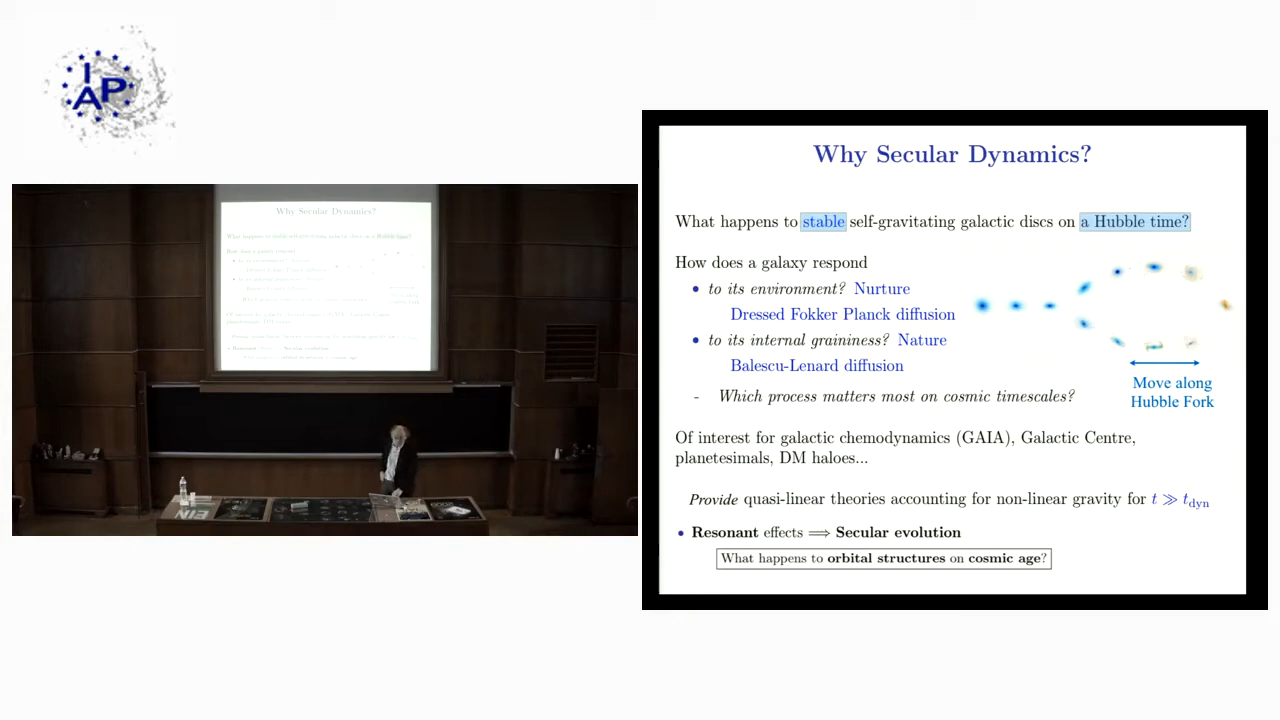 I
AP
Why Secular Dynamics?
What happens to stable self-gravitating galactic discs on a Hubble time?
How does a galaxy respond
• to its environment? Nurture
Dressed Fokker Planck diffusion
• to its internal graininess? Nature
Balescu-Lenard diffusion
- Which process matters most on cosmic timescales?
Move along
Hubble Fork
Of interest for galactic chemodynamics (GAIA), Galactic Centre,
planetesimals, DM haloes...
Provide quasi-linear theories accounting for non-linear gravity for t ≫ t_dyn
• Resonant effects ⟹ Secular evolution
What happens to orbital structures on cosmic age?
Why Secular Dynamics?